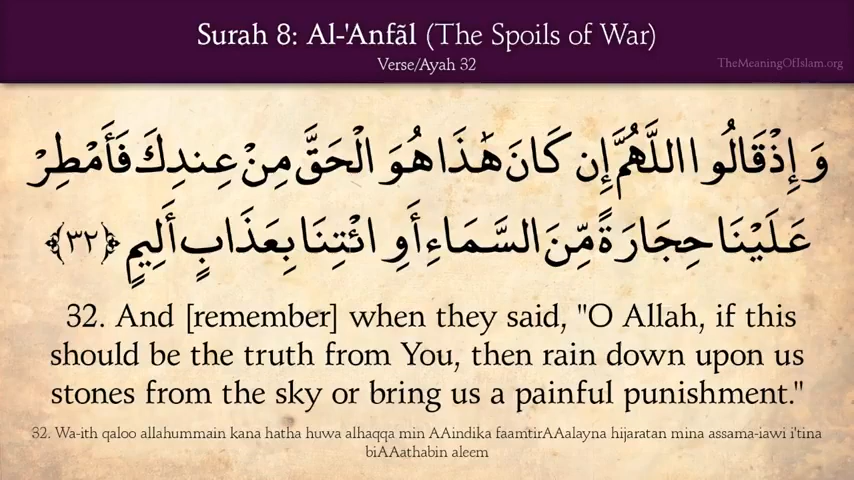 Surah 8: Al-'Anfãl (The Spoils of War)
Verse/Ayah 32
TheMeaningOfIslam.org
وَإِذْ قَالُوا اللَّهُمَّ إِن كَانَ هَٰذَا هُوَ الْحَقَّ مِنْ عِندِكَ فَأَمْطِرْ
عَلَيْنَا حِجَارَةً مِّنَ السَّمَاءِ أَوِ ائْتِنَا بِعَذَابٍ أَلِيمٍ ﴿٣٢﴾
32. And [remember] when they said, "O Allah, if this
should be the truth from You, then rain down upon us
stones from the sky or bring us a painful punishment."
32. Wa-ith qaloo allahummain kana hatha huwa alhaqqa min AAindika faamtirAAalayna hijaratan mina assama-iawi i'tina
biAAathabin aleem